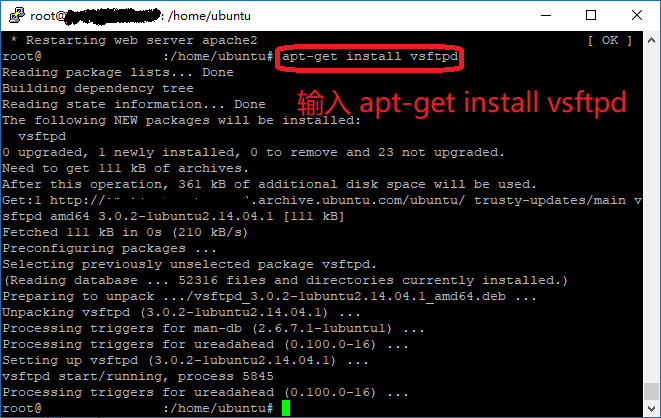 root@ : /home/ubuntu
* Restarting web server apache2 [ OK ]
root@ :/home/ubuntu# apt-get install vsftpd
Reading package lists... Done
Building dependency tree
Reading state information... Done
输入 apt-get install vsftpd
The following NEW packages will be installed:
vsftpd
0 upgraded, 1 newly installed, 0 to remove and 23 not upgraded.
Need to get 111 kB of archives.
After this operation, 361 kB of additional disk space will be used.
Get:1 http:// .archive.ubuntu.com/ubuntu/ trusty-updates/main v
sftpd amd64 3.0.2-1ubuntu2.14.04.1 [111 kB]
Fetched 111 kB in 0s (210 kB/s)
Preconfiguring packages ...
Selecting previously unselected package vsftpd.
(Reading database ... 52316 files and directories currently installed.)
Preparing to unpack .../vsftpd_3.0.2-1ubuntu2.14.04.1_amd64.deb ...
Unpacking vsftpd (3.0.2-1ubuntu2.14.04.1) ...
Processing triggers for man-db (2.6.7.1-1ubuntu1) ...
Processing triggers for ureadahead (0.100.0-16) ...
Setting up vsftpd (3.0.2-1ubuntu2.14.04.1) ...
vsftpd start/running, process 5845
Processing triggers for ureadahead (0.100.0-16) ...
root@ :/home/ubuntu#